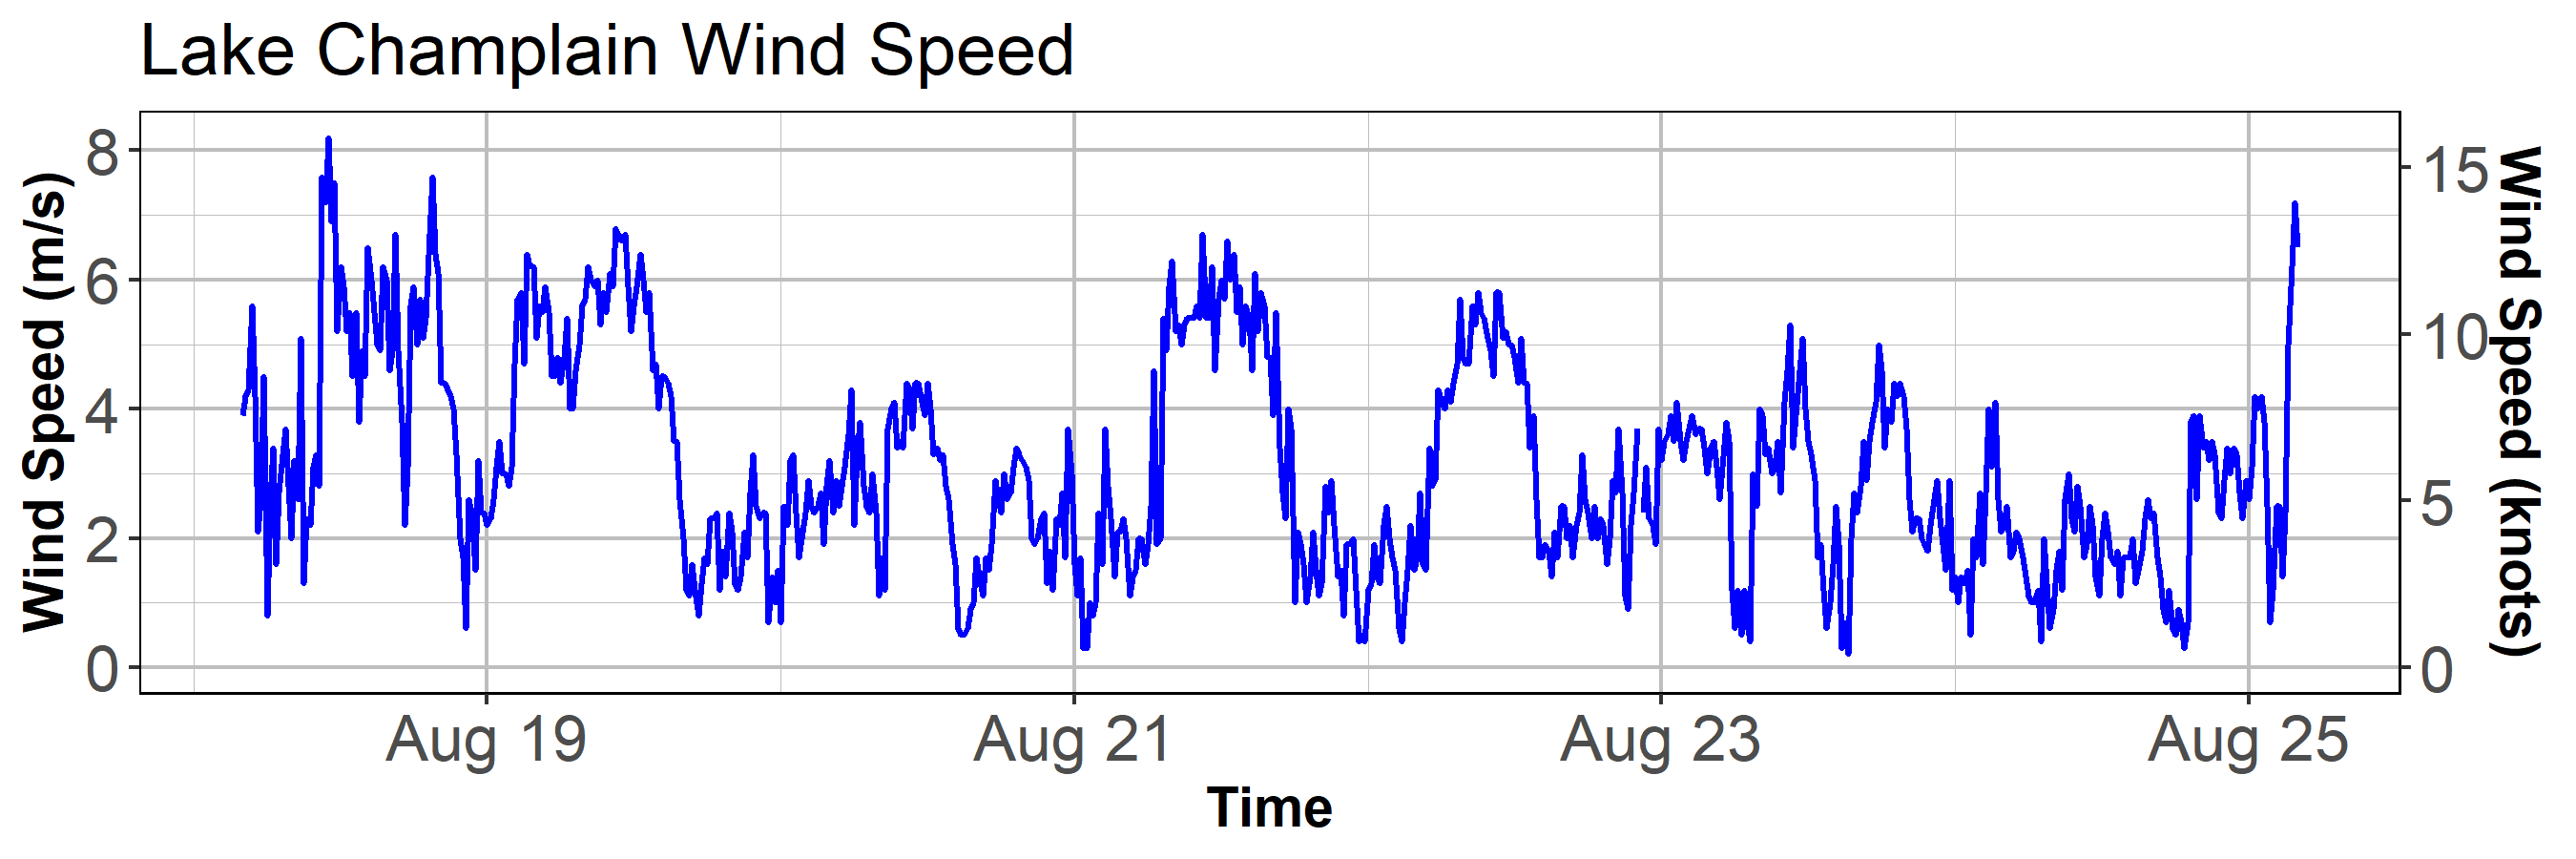 Lake Champlain Wind Speed
Wind Speed (m/s)
8
6
4
2
0
15
10
5
0
Wind Speed (knots)
Aug 19
Aug 21
Aug 23
Aug 25
Time